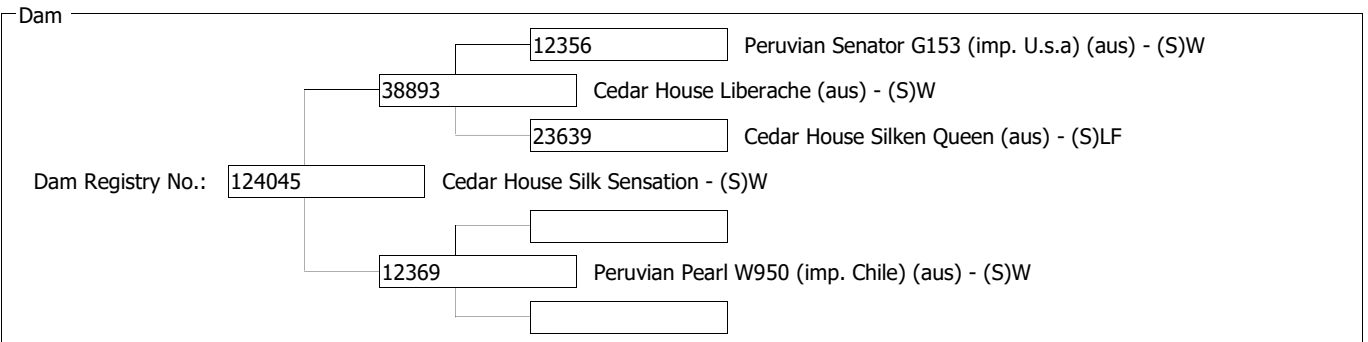 Dam
12356 Peruvian Senator G153 (imp. U.s.a) (aus) - (S)W
38893 Cedar House Liberache (aus) - (S)W
23639 Cedar House Silken Queen (aus) - (S)LF
Dam Registry No.: 124045 Cedar House Silk Sensation - (S)W
12369 Peruvian Pearl W950 (imp. Chile) (aus) - (S)W